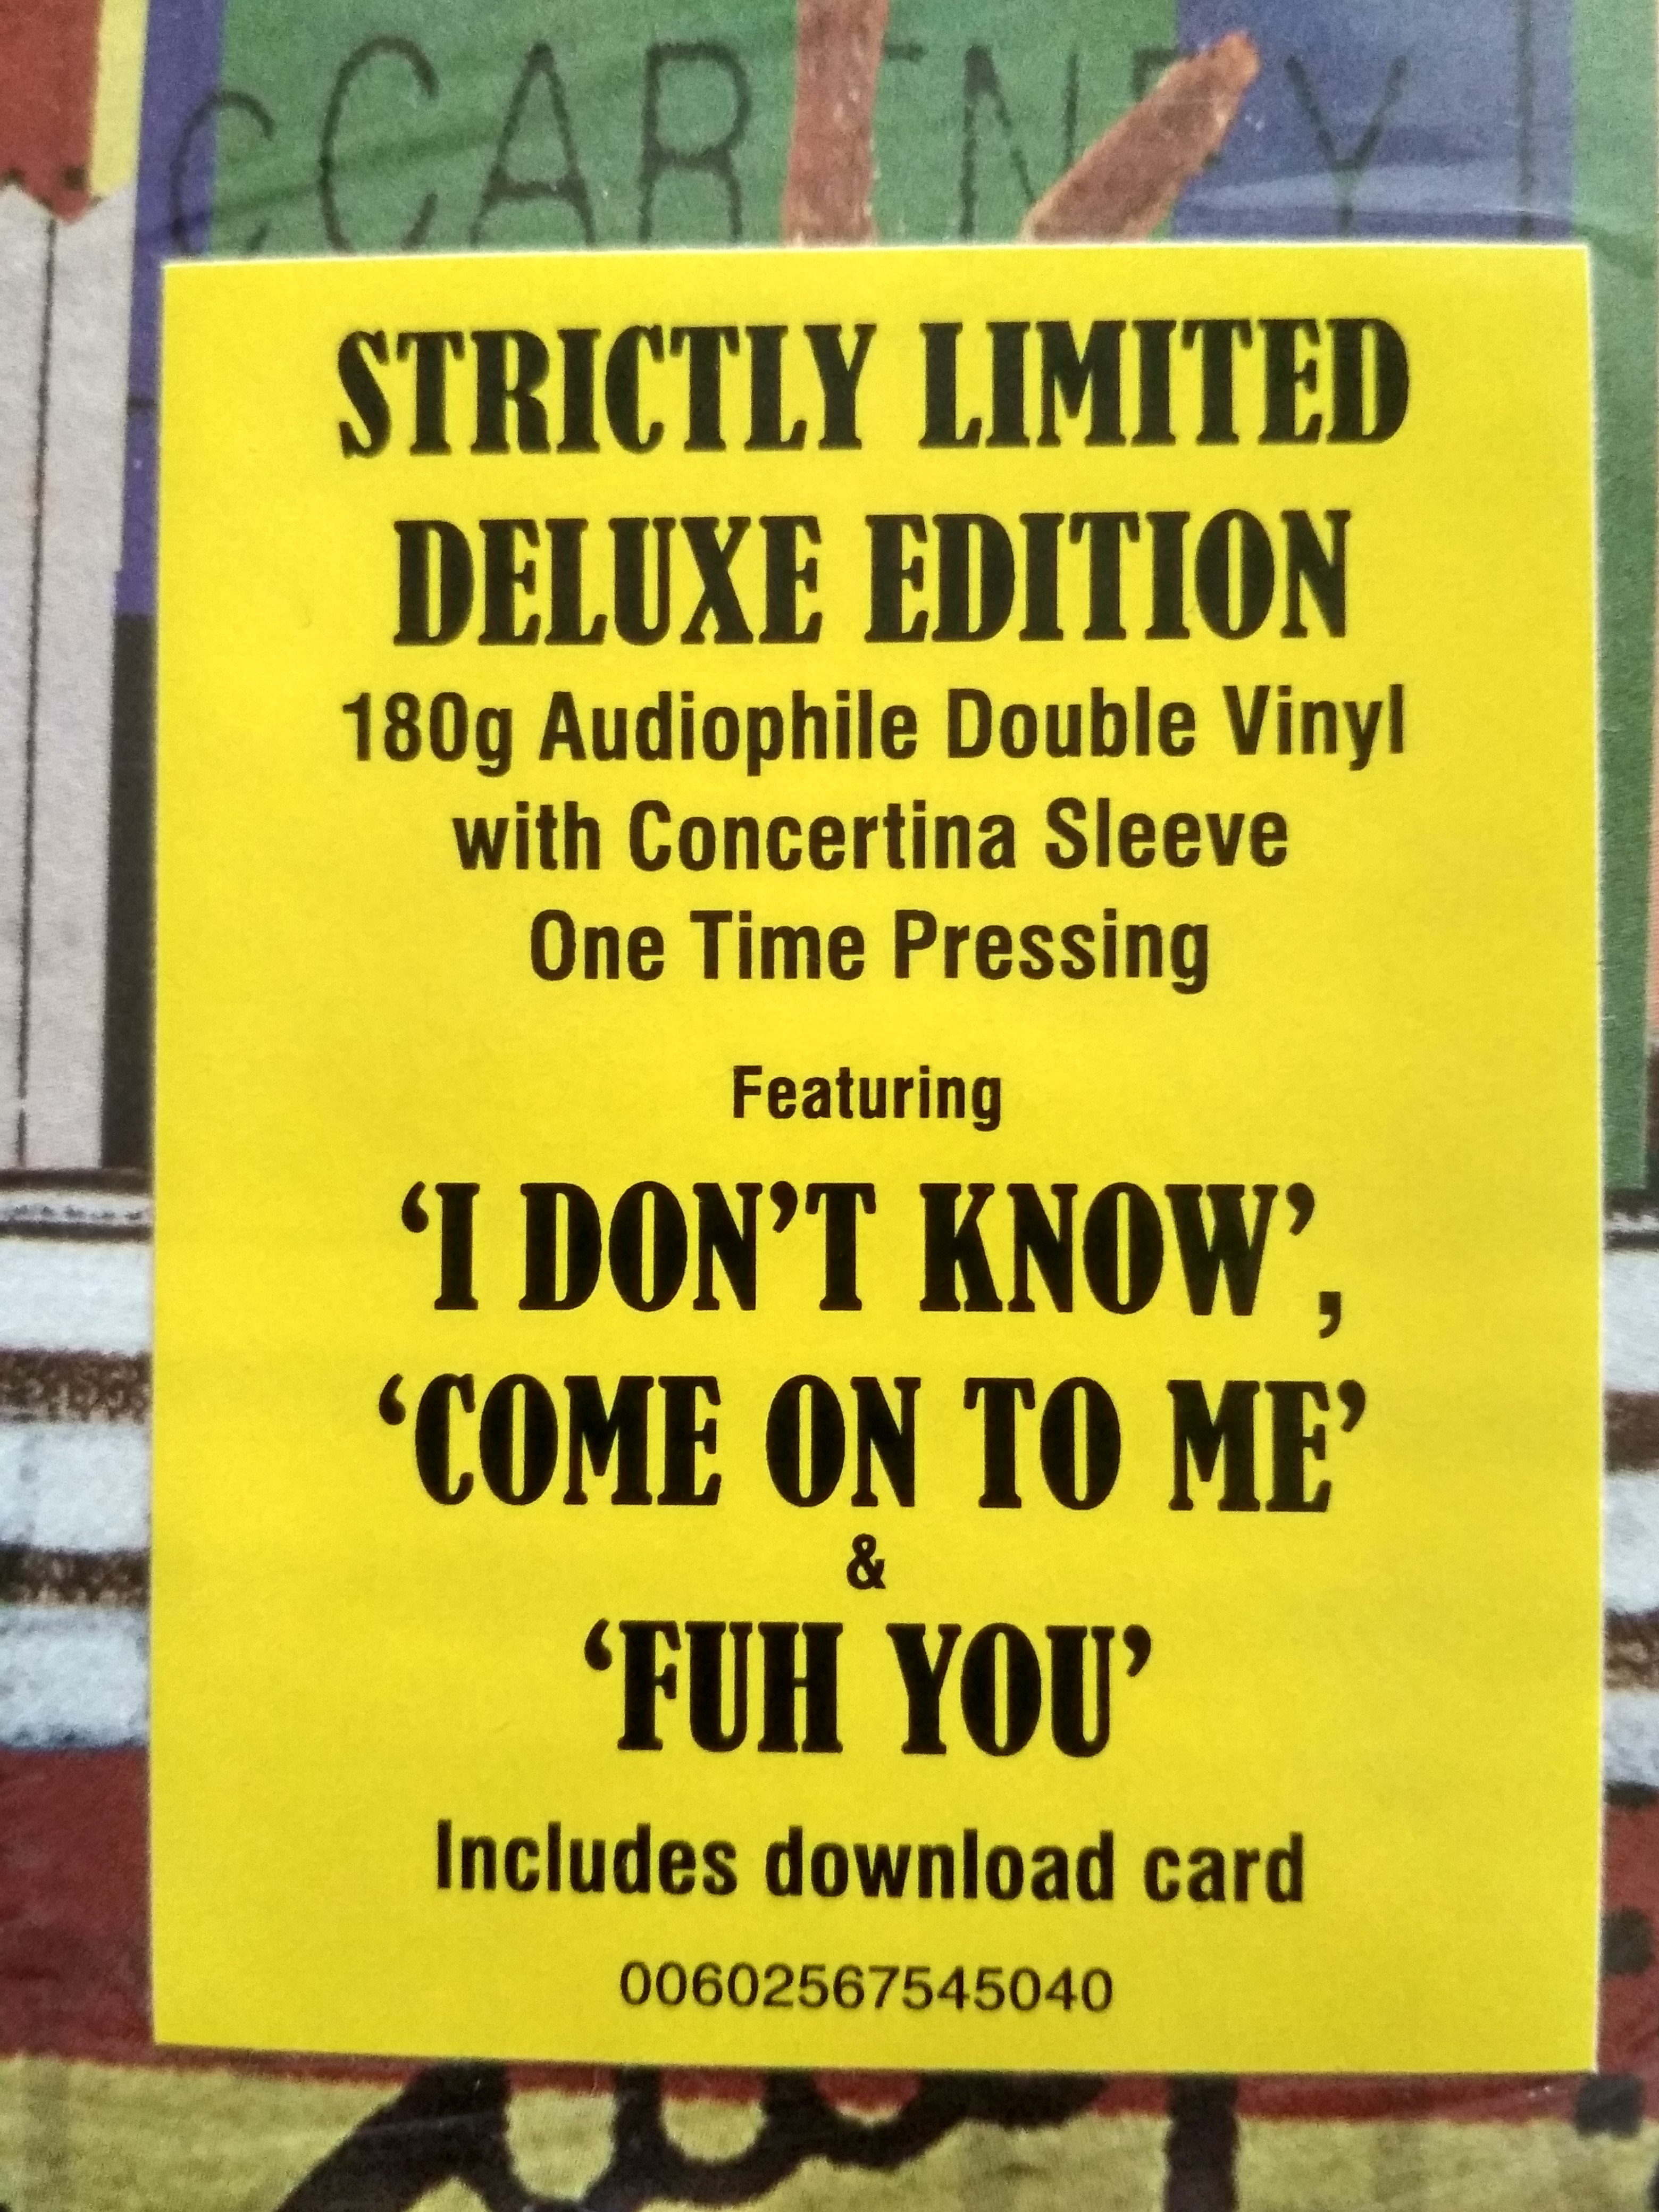 CCARTNEY
STRICTLY LIMITED
DELUXE EDITION
180g Audiophile Double Vinyl
with Concertina Sleeve
One Time Pressing
Featuring
‘I DON’T KNOW’,
‘COME ON TO ME’
&
‘FUH YOU’
Includes download card
00602567545040